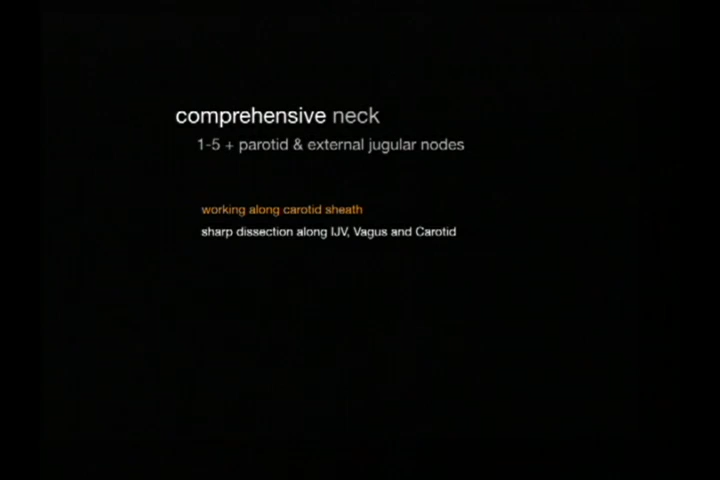 comprehensive neck
1-5 + parotid & external jugular nodes
working along carotid sheath
sharp dissection along IJV, Vagus and Carotid